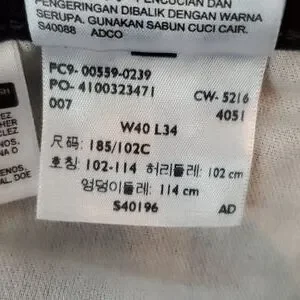 PENCUCIAN DAN
PENGERINGAN DIBALIK DENGAN WARNA
SERUPA. GUNAKAN SABUN CUCI CAIR.
S40088 ADCO
PC9- 00559-0239
PO- 4100323471 CW- 5216
007 4051
W40 L34
尺码: 185/102C
호칭: 102-114 허리둘레: 102 cm
엉덩이둘레: 114 cm
S40196 AD